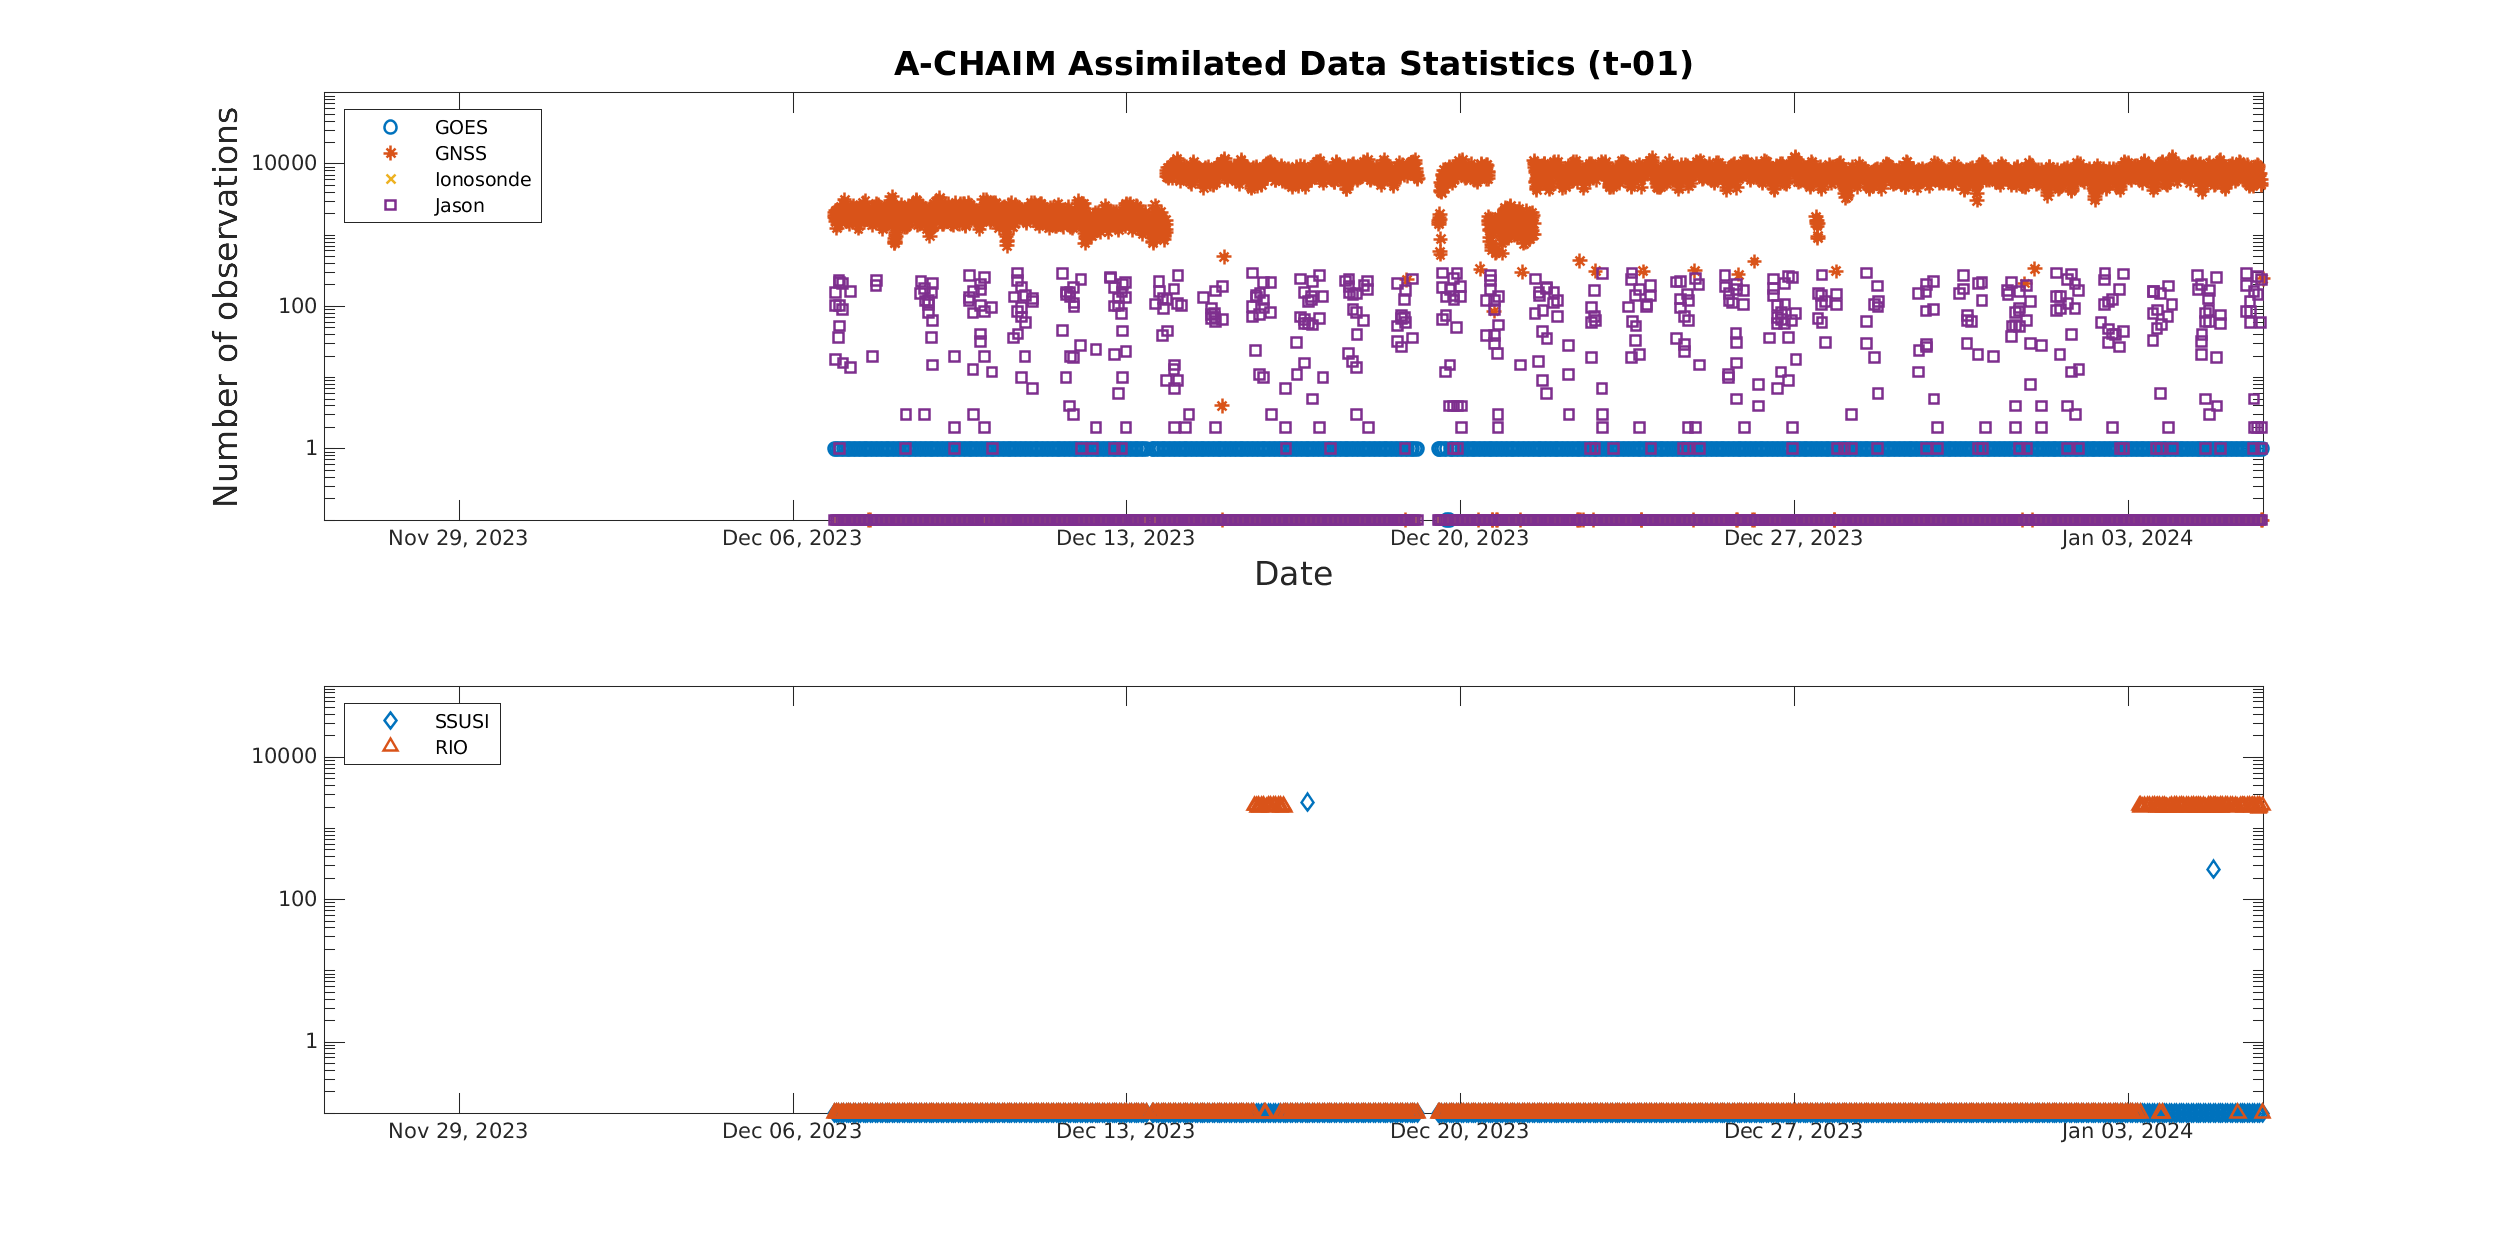 A-CHAIM Assimilated Data Statistics (t-01)
Number of observations
GOES
GNSS
Ionosonde
Jason
10000
100
1
Nov 29, 2023
Dec 06, 2023
Dec 13, 2023
Dec 20, 2023
Dec 27, 2023
Jan 03, 2024
Date
SSUSI
RIO
10000
100
1
Nov 29, 2023
Dec 06, 2023
Dec 13, 2023
Dec 20, 2023
Dec 27, 2023
Jan 03, 2024